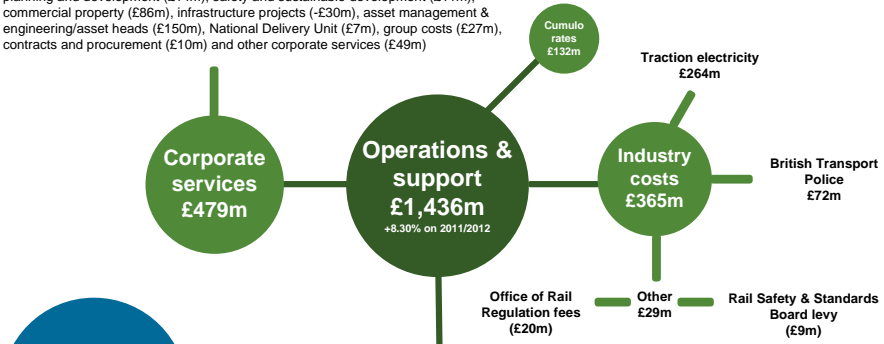 commercial property (£86m), infrastructure projects (-£30m), asset management &
engineering/asset heads (£150m), National Delivery Unit (£7m), group costs (£27m),
contracts and procurement (£10m) and other corporate services (£49m)
Cumulo
rates
£132m
Traction electricity
£264m
Corporate
services
£479m
Operations &
support
£1,436m
+8.30% on 2011/2012
Industry
costs
£365m
British Transport
Police
£72m
Office of Rail
Regulation fees
(£20m)
Other
£29m
Rail Safety & Standards
Board levy
(£9m)